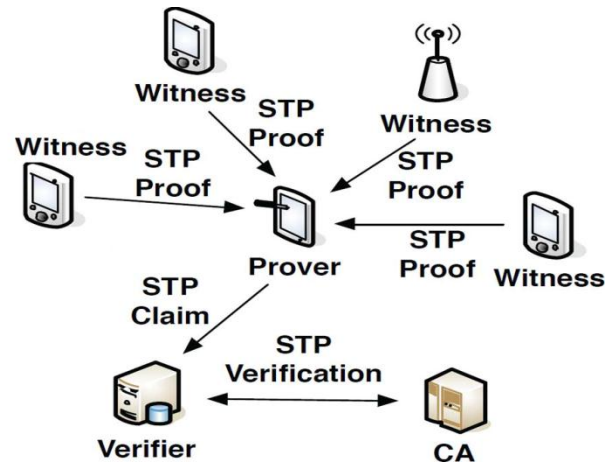 Witness
STP
Proof
Witness
Witness
STP
Proof
STP
Proof
STP
Proof
Witness
Prover
STP
Claim
STP
Verification
Verifier
CA